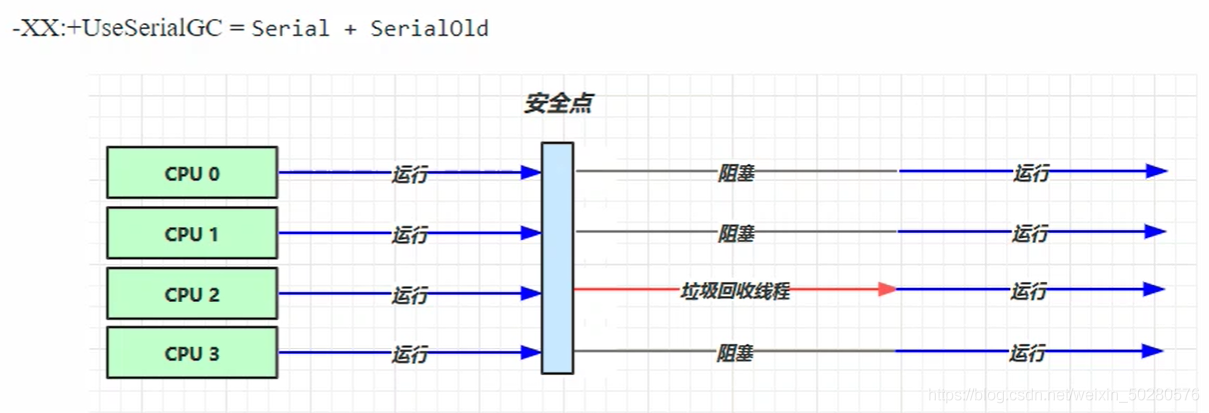 -XX:+UseSerialGC = Serial + SerialOld
安全点
CPU 0 运行 阻塞 运行
CPU 1 运行 阻塞 运行
CPU 2 运行 垃圾回收线程 运行
CPU 3 运行 阻塞 运行
https://blog.csdn.net/weixin_50280576